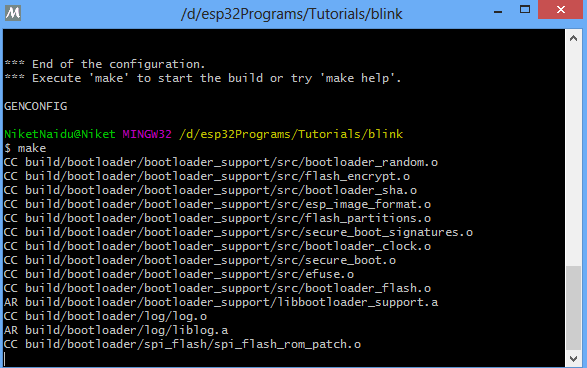 /d/esp32Programs/Tutorials/blink
*** End of the configuration.
*** Execute 'make' to start the build or try 'make help'.
GENCONFIG
NiketNaidu@Niket MINGW32 /d/esp32Programs/Tutorials/blink
$ make
CC build/bootloader/bootloader_support/src/bootloader_random.o
CC build/bootloader/bootloader_support/src/flash_encrypt.o
CC build/bootloader/bootloader_support/src/bootloader_sha.o
CC build/bootloader/bootloader_support/src/esp_image_format.o
CC build/bootloader/bootloader_support/src/flash_partitions.o
CC build/bootloader/bootloader_support/src/secure_boot_signatures.o
CC build/bootloader/bootloader_support/src/bootloader_clock.o
CC build/bootloader/bootloader_support/src/secure_boot.o
CC build/bootloader/bootloader_support/src/efuse.o
CC build/bootloader/bootloader_support/src/bootloader_flash.o
AR build/bootloader/bootloader_support/libbootloader_support.a
CC build/bootloader/log/log.o
AR build/bootloader/log/liblog.a
CC build/bootloader/spi_flash/spi_flash_rom_patch.o